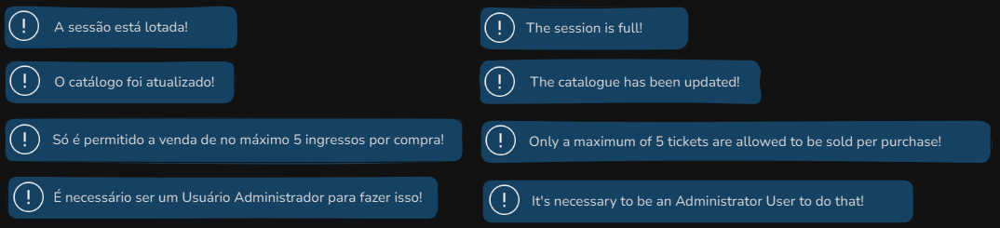 A sessão está lotada!
The session is full!
O catálogo foi atualizado!
The catalogue has been updated!
Só é permitido a venda de no máximo 5 ingressos por compra!
Only a maximum of 5 tickets are allowed to be sold per purchase!
É necessário ser um Usuário Administrador para fazer isso!
It's necessary to be an Administrator User to do that!